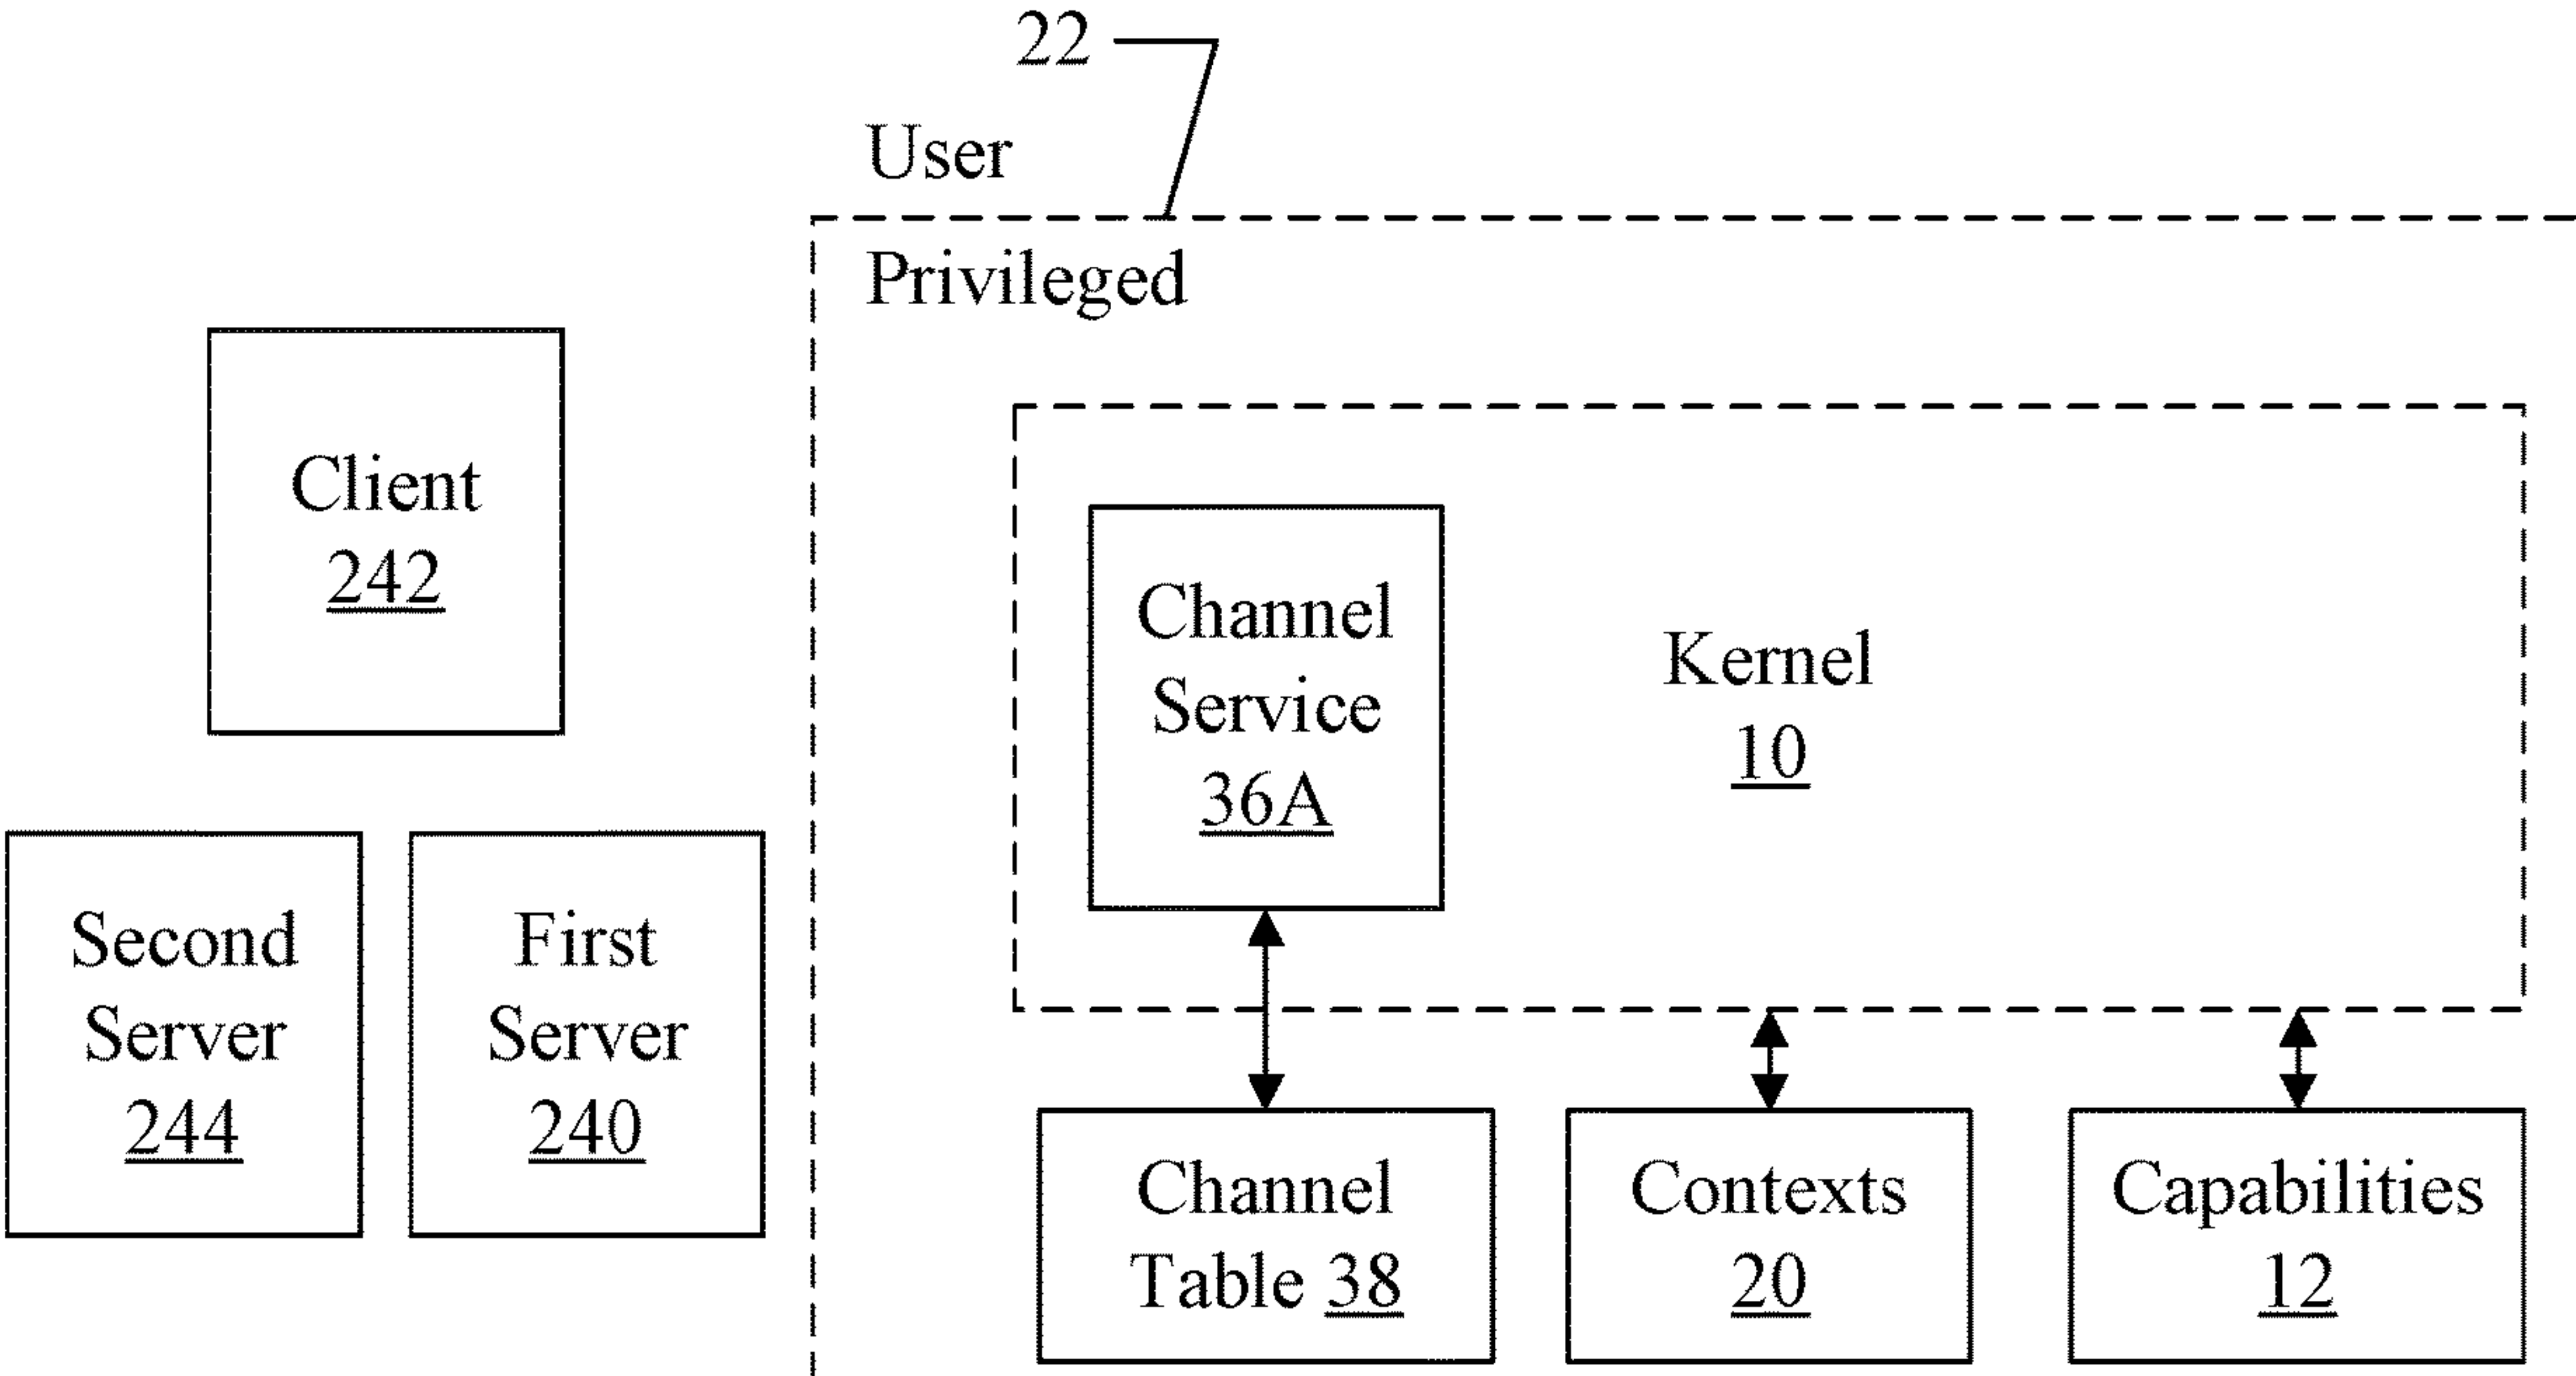 22
User
Privileged
Client
242
Channel
Service
36A
Kernel
10
Second
Server
244
First
Server
240
Channel
Table 38
Contexts
20
Capabilities
12